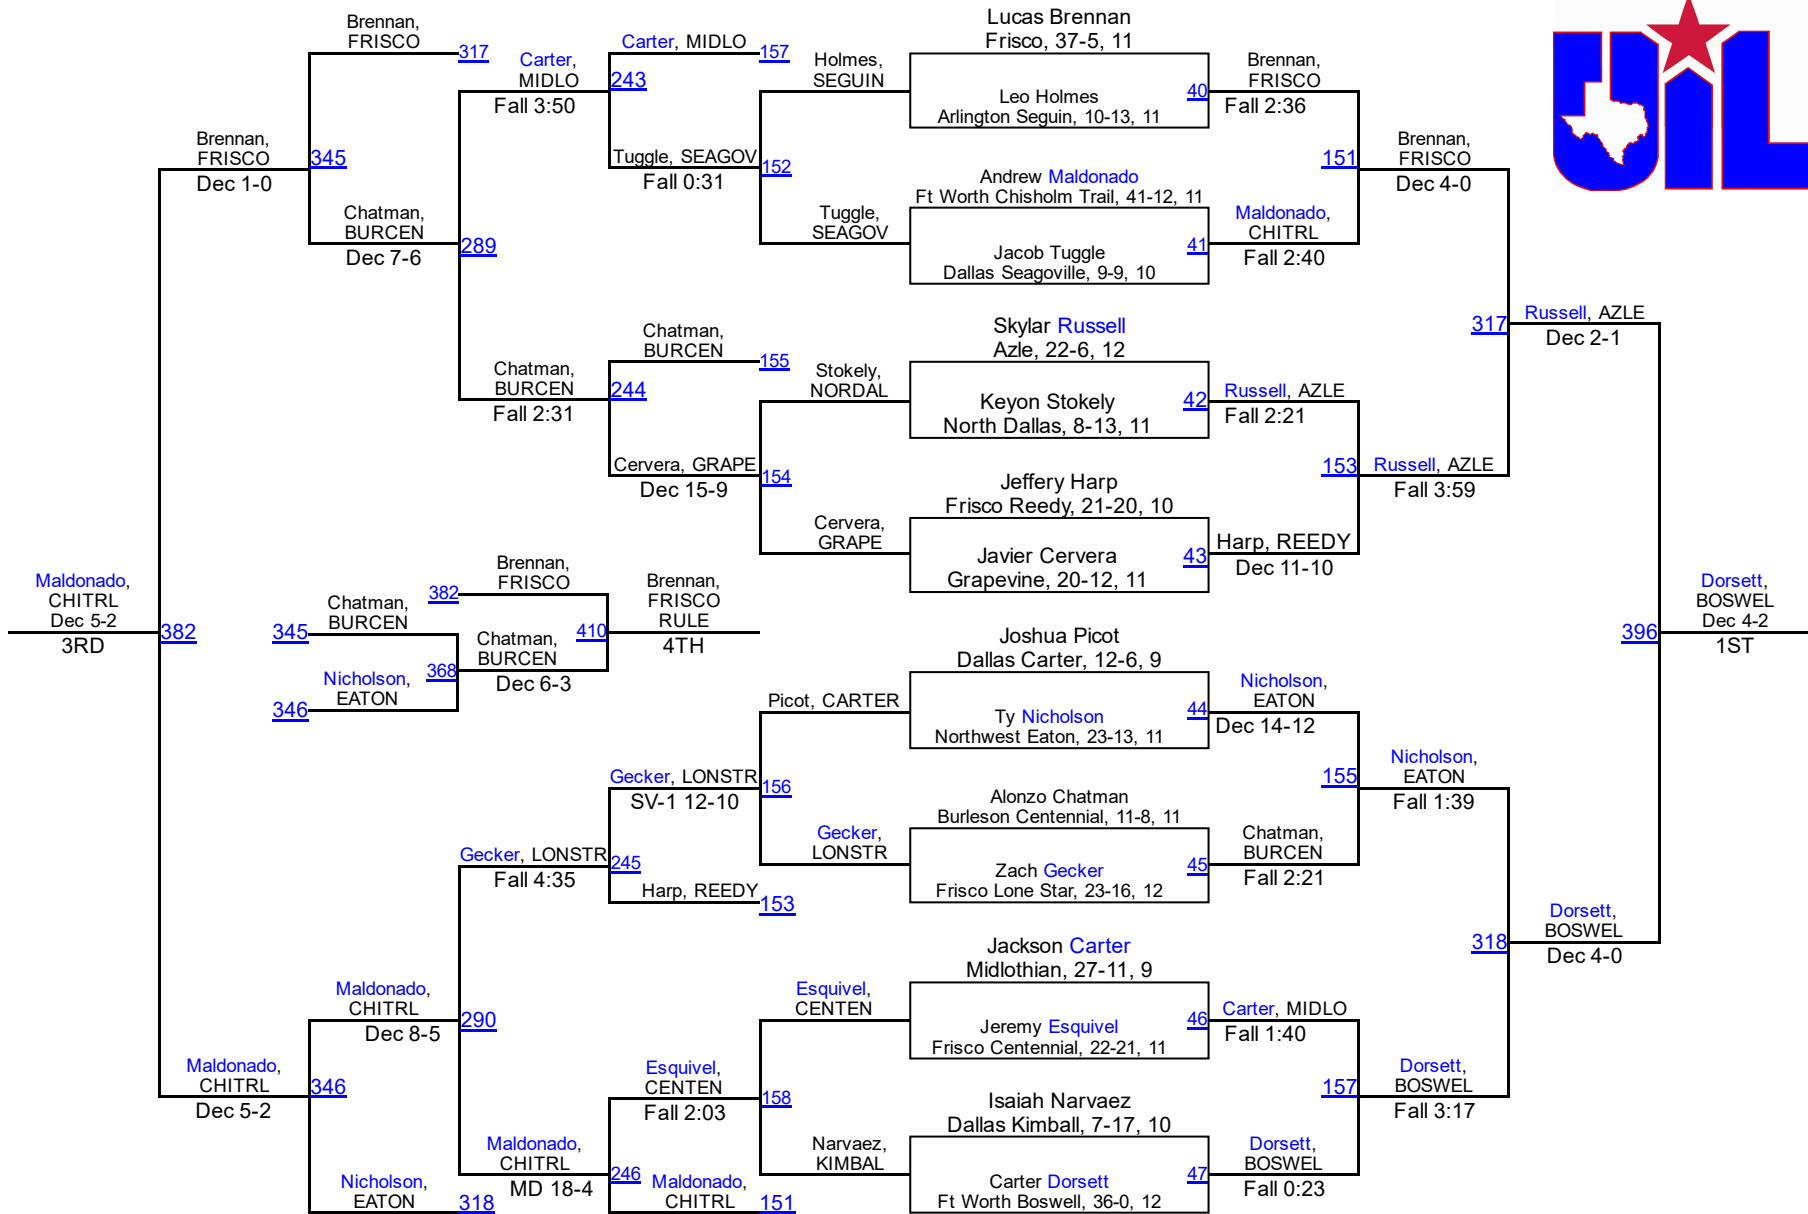 Brennan,
FRISCO
317
Carter,
MIDLO
Fall 3:50
Carter, MIDLO
157
243
Holmes,
SEGUIN
Lucas Brennan
Frisco, 37-5, 11
Leo Holmes
Arlington Seguin, 10-13, 11
40
Brennan,
FRISCO
Fall 2:36
UIL
Brennan,
FRISCO
Dec 1-0
345
Tuggle, SEAGOV
Fall 0:31
152
Andrew Maldonado
Ft Worth Chisholm Trail, 41-12, 11
151
Brennan,
FRISCO
Dec 4-0
Chatman,
BURCEN
Dec 7-6
289
Tuggle,
SEAGOV
Jacob Tuggle
Dallas Seagoville, 9-9, 10
41
Maldonado,
CHITRL
Fall 2:40
Chatman,
BURCEN
155
Skylar Russell
Azle, 22-6, 12
317
Russell, AZLE
Dec 2-1
Chatman,
BURCEN
Fall 2:31
244
Stokely,
NORDAL
Keyon Stokely
North Dallas, 8-13, 11
42
Russell, AZLE
Fall 2:21
Cervera, GRAPE
Dec 15-9
154
Jeffery Harp
Frisco Reedy, 21-20, 10
153
Russell, AZLE
Fall 3:59
Cervera,
GRAPE
Javier Cervera
Grapevine, 20-12, 11
43
Harp, REEDY
Dec 11-10
Maldonado,
CHITRL
Dec 5-2
3RD
382
Brennan,
FRISCO
382
Chatman,
BURCEN
345
Chatman,
BURCEN
Dec 6-3
368
Nicholson,
EATON
346
410
Brennan,
FRISCO
RULE
4TH
Dorsett,
BOSWEL
Dec 4-2
1ST
396
Joshua Picot
Dallas Carter, 12-6, 9
Picot, CARTER
Ty Nicholson
Northwest Eaton, 23-13, 11
44
Nicholson,
EATON
Dec 14-12
Gecker, LONSTR
SV-1 12-10
156
Alonzo Chatman
Burleson Centennial, 11-8, 11
155
Nicholson,
EATON
Fall 1:39
Gecker, LONSTR
Fall 4:35
245
Gecker,
LONSTR
Zach Gecker
Frisco Lone Star, 23-16, 12
45
Chatman,
BURCEN
Fall 2:21
Harp, REEDY
153
Jackson Carter
Midlothian, 27-11, 9
318
Dorsett,
BOSWEL
Dec 4-0
Maldonado,
CHITRL
Dec 8-5
290
Esquivel,
CENTEN
Jeremy Esquivel
Frisco Centennial, 22-21, 11
46
Carter, MIDLO
Fall 1:40
Maldonado,
CHITRL
Dec 5-2
346
Esquivel,
CENTEN
Fall 2:03
158
Isaiah Narvaez
Dallas Kimball, 7-17, 10
157
Dorsett,
BOSWEL
Fall 3:17
Maldonado,
CHITRL
MD 18-4
246
Narvaez,
KIMBAL
Carter Dorsett
Ft Worth Boswell, 36-0, 12
47
Dorsett,
BOSWEL
Fall 0:23
Nicholson,
EATON
318
Maldonado,
CHITRL
151